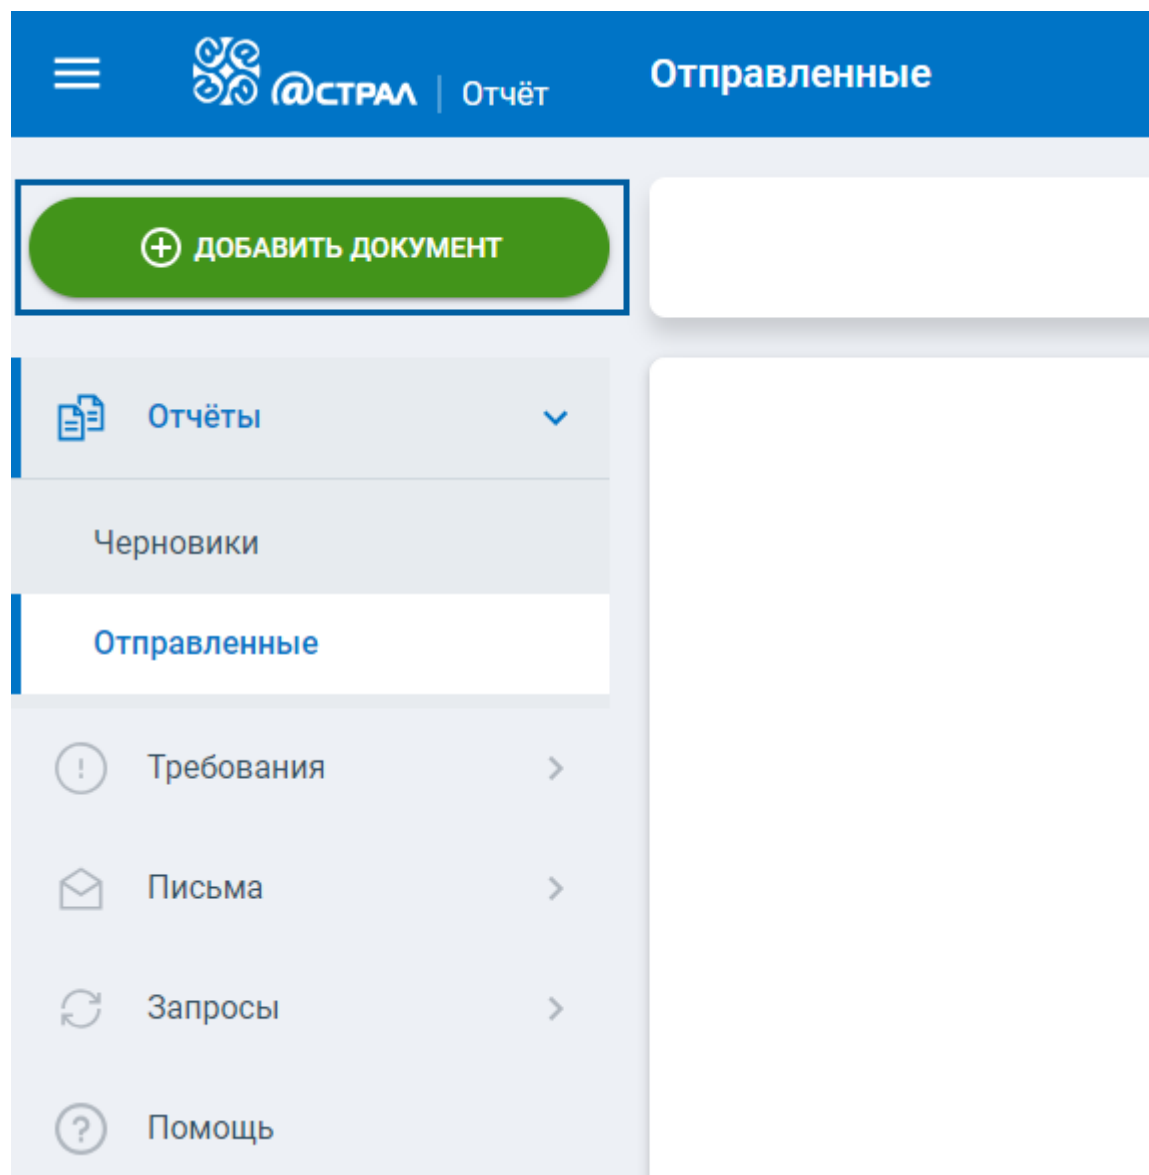 @СТРАЛ | Отчёт
Отправленные
ДОБАВИТЬ ДОКУМЕНТ
Отчёты
Черновики
Отправленные
Требования
Письма
Запросы
Помощь